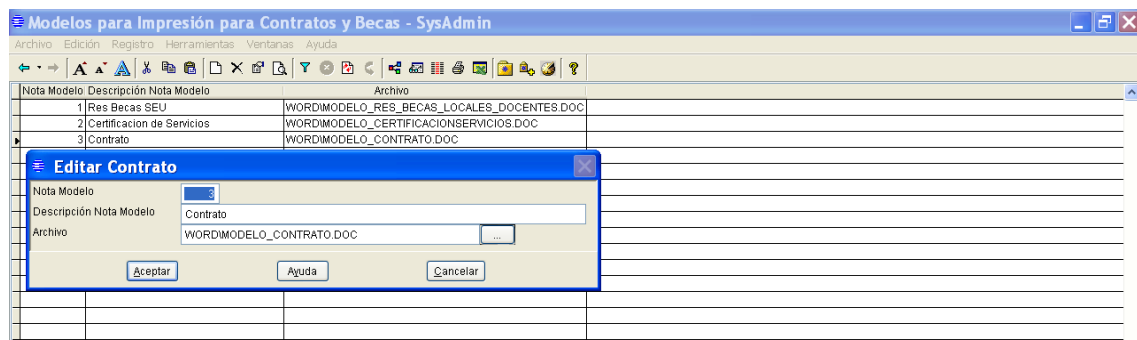 Modelos para Impresión para Contratos y Becas - SysAdmin
Archivo Edición Registro Herramientas Ventanas Ayuda
Nota Modelo Descripción Nota Modelo Archivo
1 Res Becas SEU WORD\MODELO_RES_BECAS_LOCALES_DOCENTES.DOC
2 Certificacion de Servicios WORD\MODELO_CERTIFICACIONSERVICIOS.DOC
3 Contrato WORD\MODELO_CONTRATO.DOC
Editar Contrato
Nota Modelo 3
Descripción Nota Modelo Contrato
Archivo WORD\MODELO_CONTRATO.DOC ...
Aceptar Ayuda Cancelar